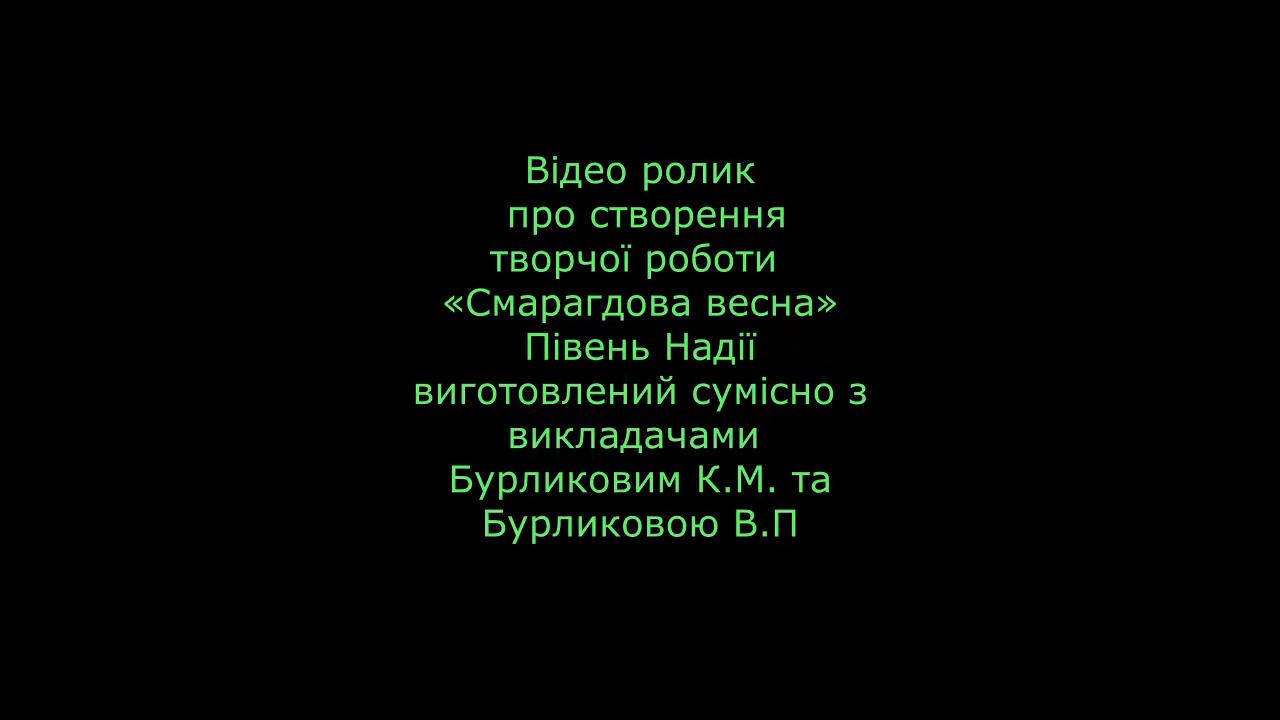 Відео ролик
про створення
творчої роботи
«Смарагдова весна»
Півень Надії
виготовлений сумісно з
викладачами
Бурликовим К.М. та
Бурликовою В.П